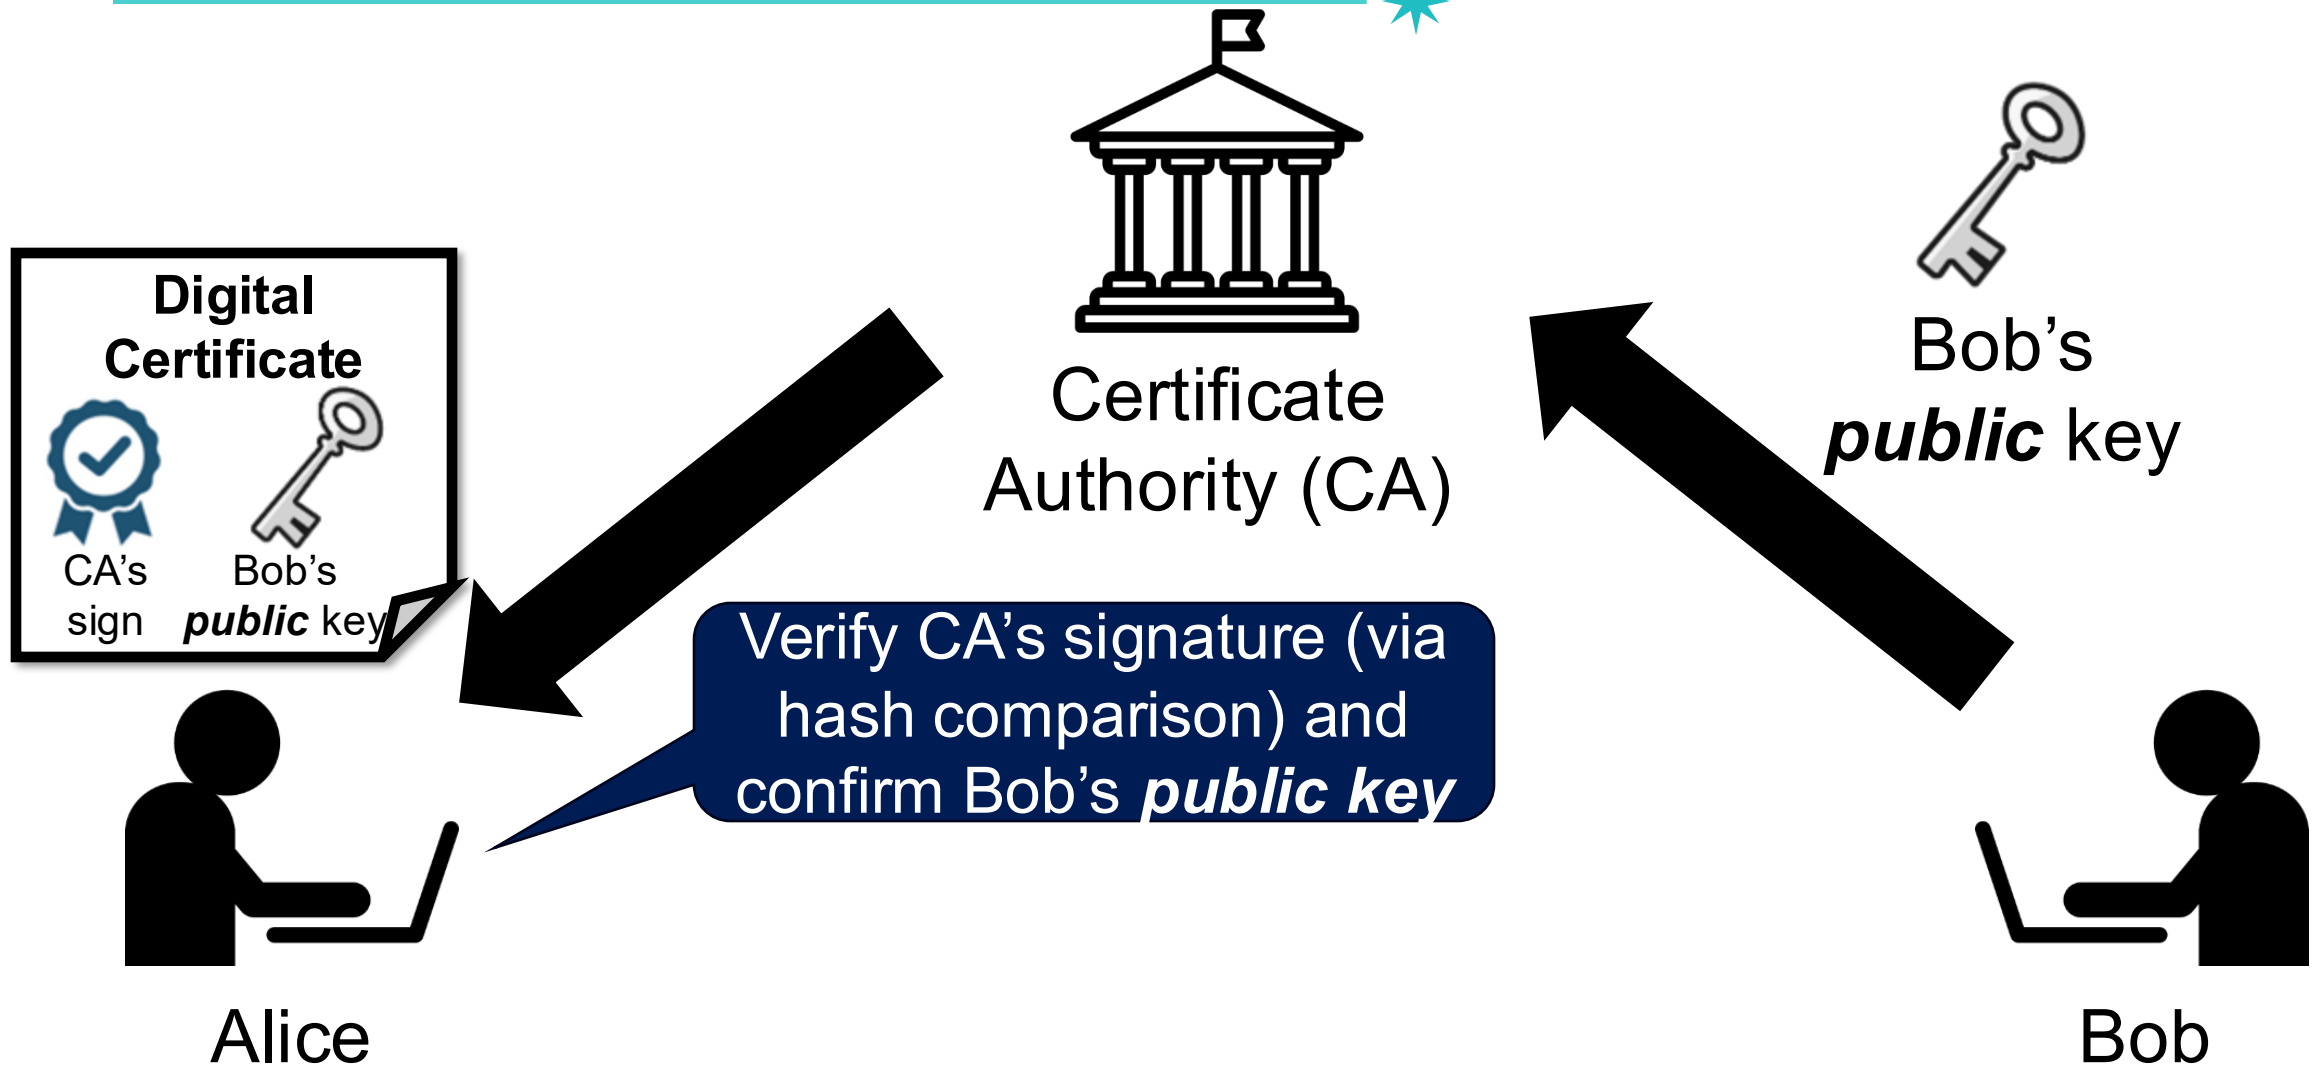 Digital
Certificate
CA’s
sign
Bob’s
public key
Certificate
Authority (CA)
Bob’s
public key
Verify CA’s signature (via
hash comparison) and
confirm Bob’s public key
Alice
Bob